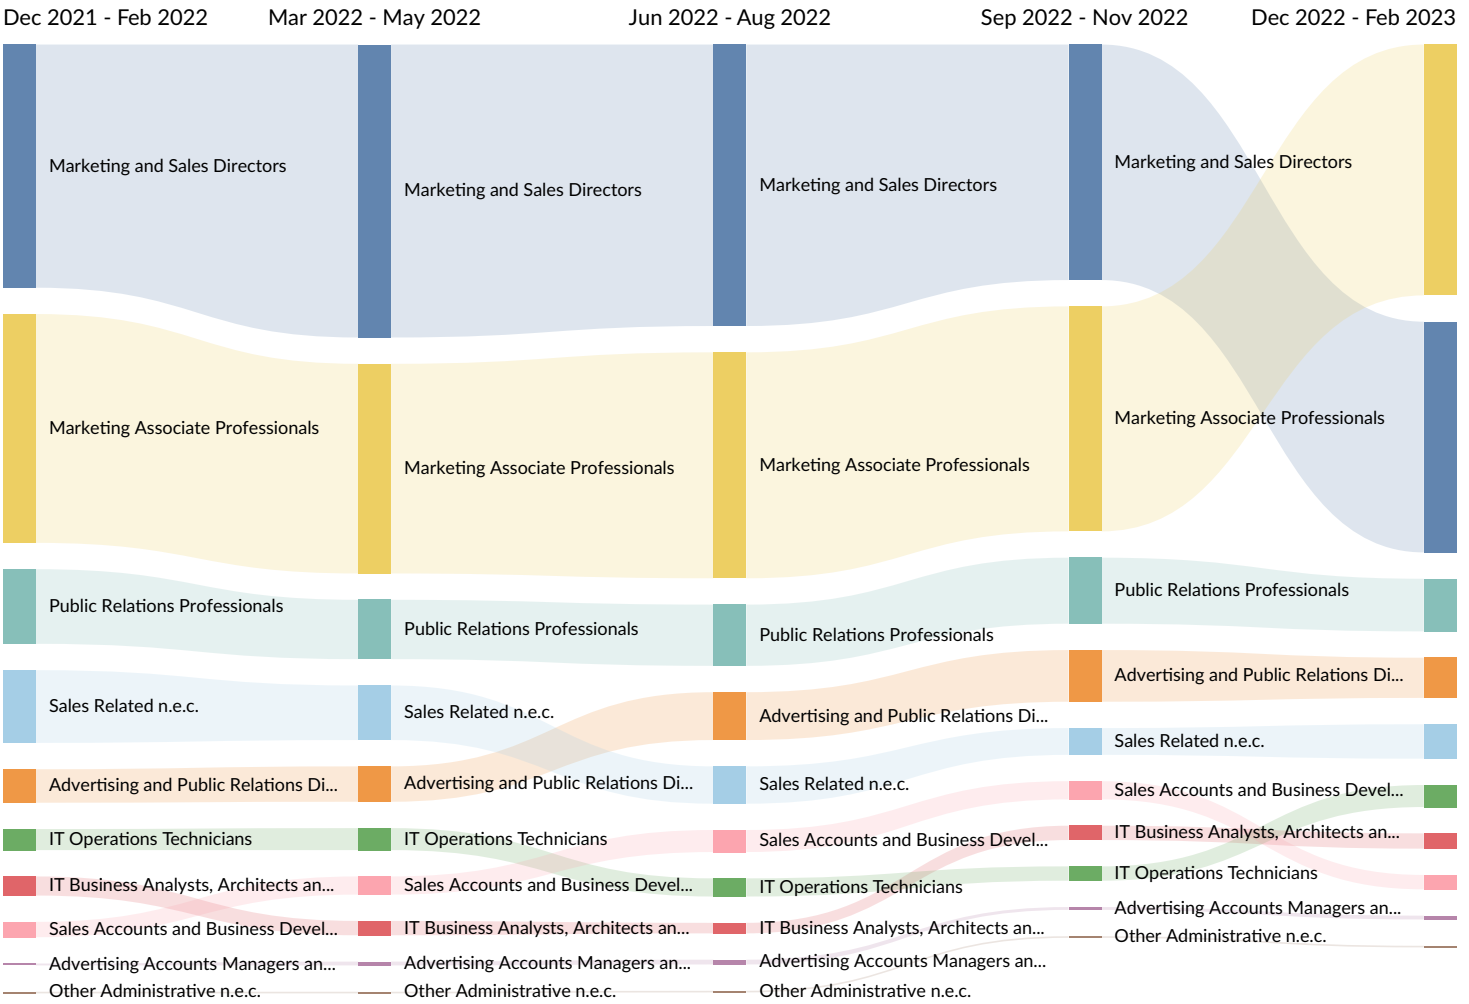 Dec 2021 - Feb 2022
Mar 2022 - May 2022
Jun 2022 - Aug 2022
Sep 2022 - Nov 2022
Dec 2022 - Feb 2023
Marketing and Sales Directors
Marketing Associate Professionals
Public Relations Professionals
Sales Related n.e.c.
Advertising and Public Relations Di...
IT Operations Technicians
IT Business Analysts, Architects an...
Sales Accounts and Business Devel...
Advertising Accounts Managers an...
Other Administrative n.e.c.
Marketing and Sales Directors
Marketing Associate Professionals
Public Relations Professionals
Sales Related n.e.c.
Advertising and Public Relations Di...
IT Operations Technicians
Sales Accounts and Business Devel...
IT Business Analysts, Architects an...
Advertising Accounts Managers an...
Other Administrative n.e.c.
Marketing and Sales Directors
Marketing Associate Professionals
Public Relations Professionals
Advertising and Public Relations Di...
Sales Related n.e.c.
Sales Accounts and Business Devel...
IT Operations Technicians
IT Business Analysts, Architects an...
Advertising Accounts Managers an...
Other Administrative n.e.c.
Marketing and Sales Directors
Marketing Associate Professionals
Public Relations Professionals
Advertising and Public Relations Di...
Sales Related n.e.c.
Sales Accounts and Business Devel...
IT Business Analysts, Architects an...
IT Operations Technicians
Advertising Accounts Managers an...
Other Administrative n.e.c.